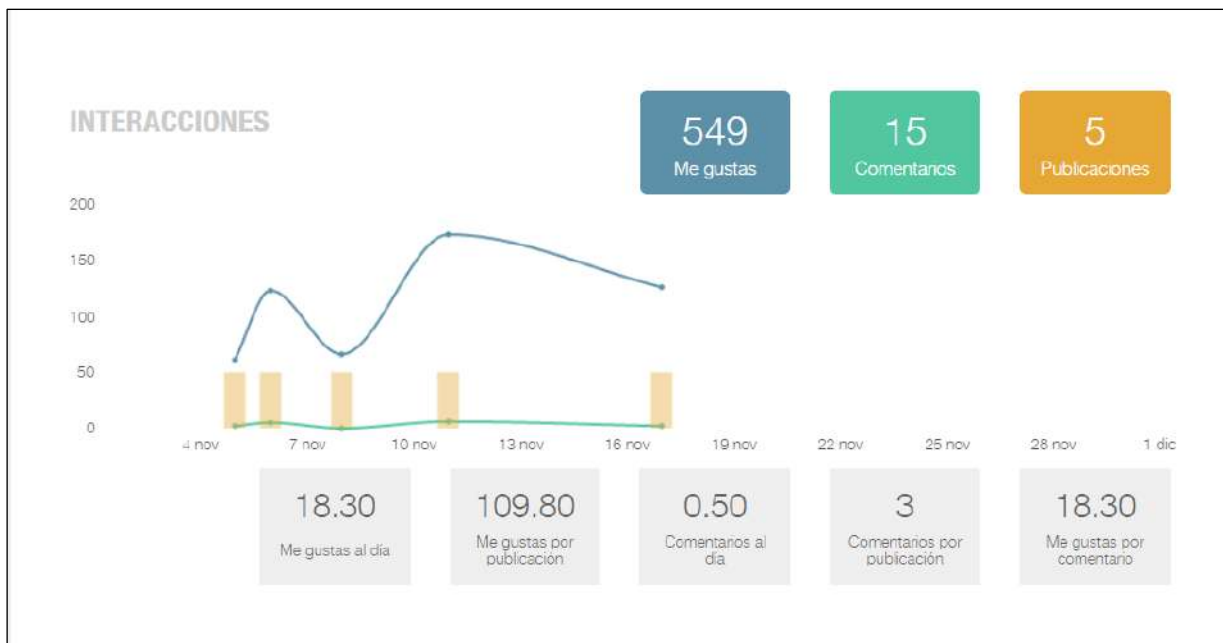 INTERACCIONES
549
Me gustas
15
Comentarios
5
Publicaciones
200
150
100
50
0
4 nov
7 nov
10 nov
13 nov
16 nov
19 nov
22 nov
25 nov
28 nov
1 dic
18.30
Me gustas al día
109.80
Me gustas por
publicación
0.50
Comentarios al
día
3
Comentarios por
publicación
18.30
Me gustas por
comentario